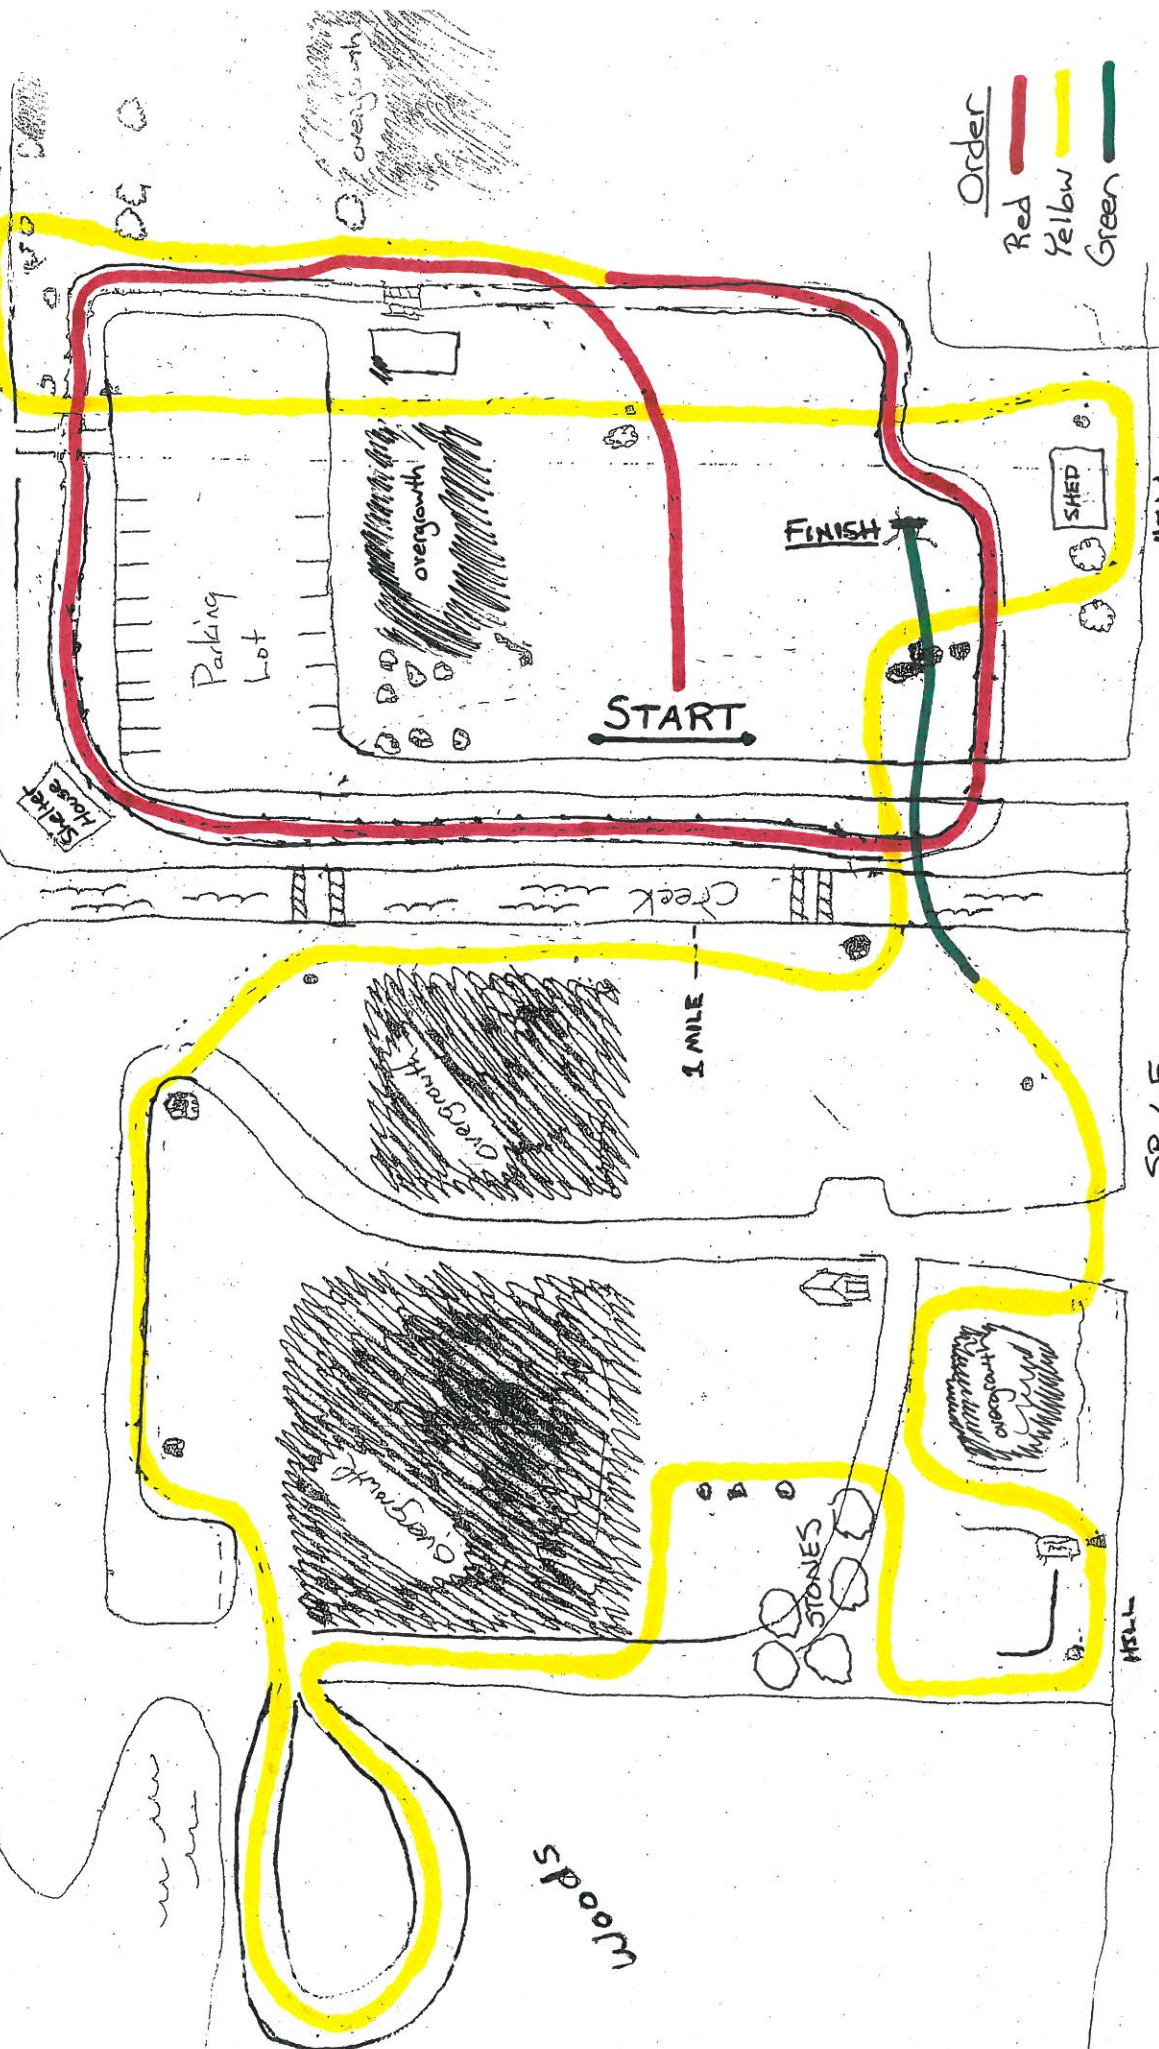 Order
Red
Yellow
Green
overgrowth
overgrowth
SHED
FINISH
Parking
Lot
START
Shelter
House
Creek
1 MILE
overgrowth
overgrowth
overgrowth
STONES
HILL
Woods